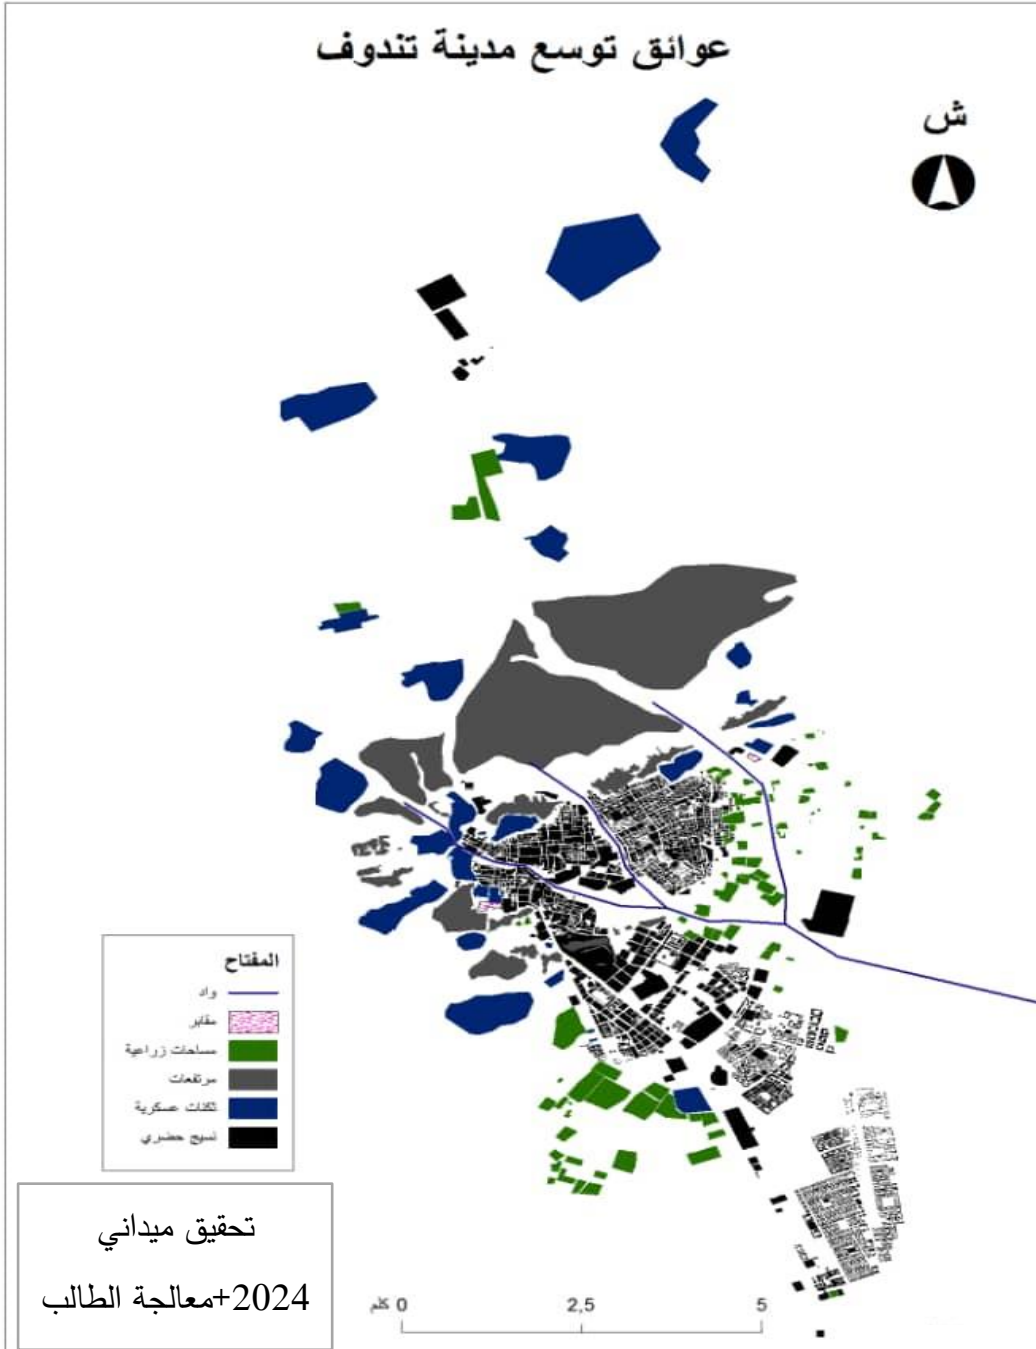 عوائق توسع مدينة تندوف
ش
المفتاح
واد
مقابر
مساحات زراعية
مرتفعات
ثكنات عسكرية
نسيج حضري
تحقيق ميداني
2024+معالجة الطالب
كلم 0 2,5 5